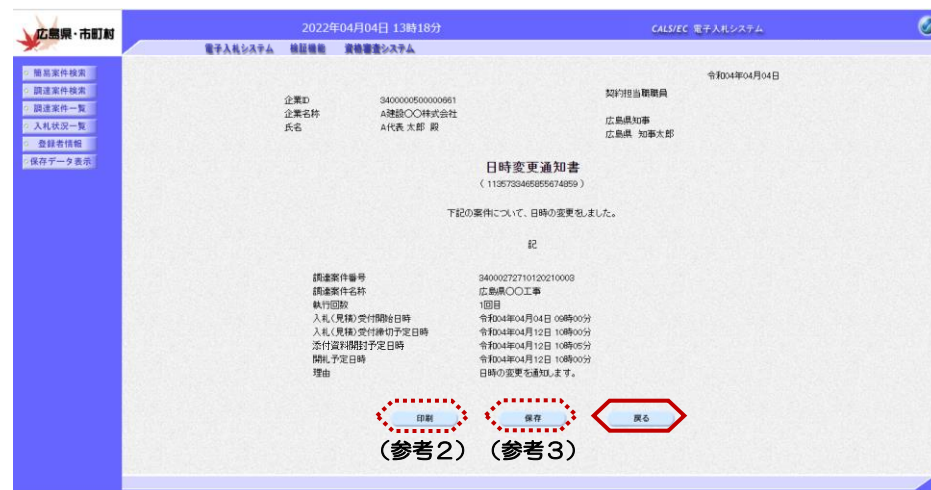 広島県・市町村
2022年04月04日 13時18分
CALS/EC 電子入札システム
電子入札システム 検証機能 資格審査システム
簡易案件検索
調達案件検索
調達案件一覧
入札状況一覧
登録者情報
保存データ表示
令和04年04月04日
企業ID 3400000500000661
企業名称 A建設〇〇株式会社
氏名 A代表 太郎 殿
契約担当職職員
広島県知事
広島県 知事太郎
日時変更通知書
( 1135733465855674859 )
下記の案件について、日時の変更をしました。
記
調達案件番号 34000272710120210003
調達案件名称 広島県〇〇工事
執行回数 1回目
入札(見積)受付開始日時 令和04年04月04日 09時00分
入札(見積)受付締切予定日時 令和04年04月12日 10時00分
添付資料開封予定日時 令和04年04月12日 10時05分
開札予定日時 令和04年04月12日 10時00分
理由 日時の変更を通知します。
印刷 保存 戻る
(参考2) (参考3)